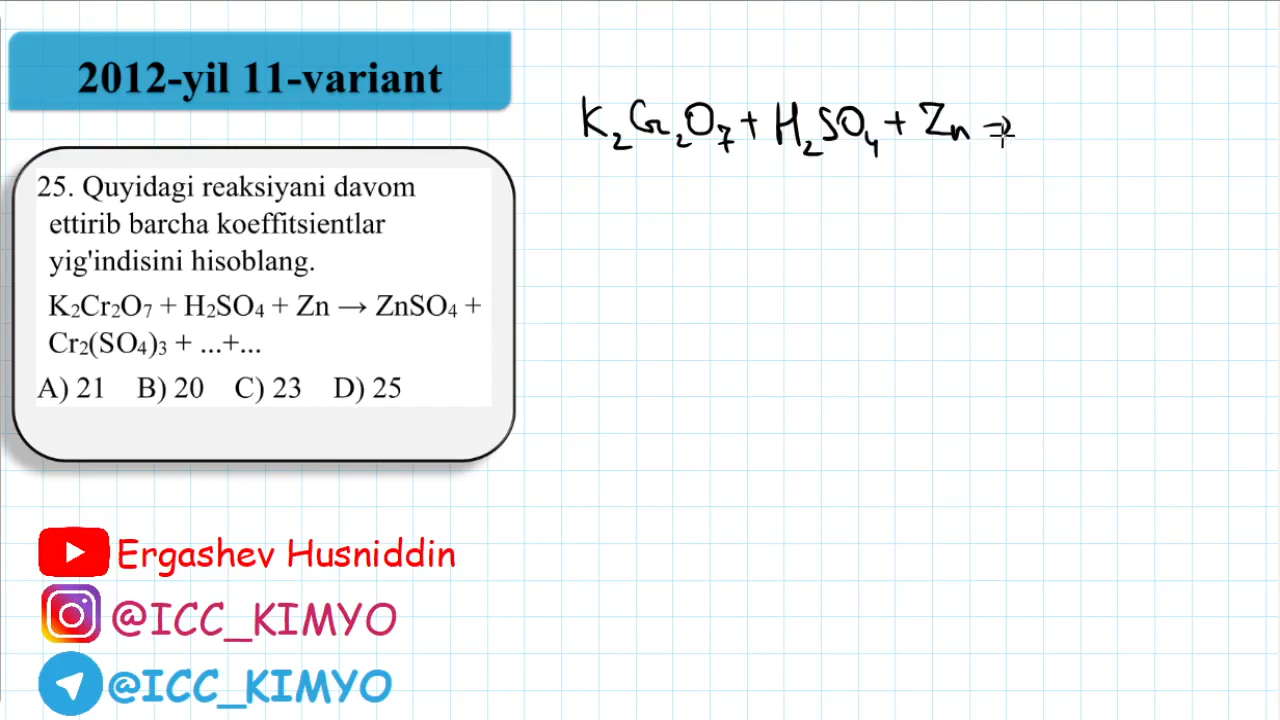 2012-yil 11-variant
K₂Cr₂O₇ + H₂SO₄ + Zn ⇒
25. Quyidagi reaksiyani davom
ettirib barcha koeffitsientlar
yig'indisini hisoblang.
K₂Cr₂O₇ + H₂SO₄ + Zn → ZnSO₄ +
Cr₂(SO₄)₃ + ...+...
A) 21 B) 20 C) 23 D) 25
Ergashev Husniddin
@ICC_KIMYO
@ICC_KIMYO